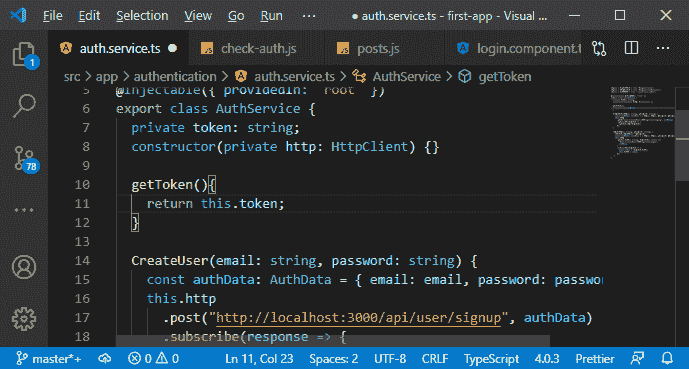 File Edit Selection View Go Run ··· auth.service.ts - first-app - Visual ...
auth.service.ts ● JS check-auth.js JS posts.js login.component.t
src > app > authentication > auth.service.ts > AuthService > getToken
5 @Injectable({ providedIn: "root" })
6 export class AuthService {
7 private token: string;
8 constructor(private http: HttpClient) {}
9
10 getToken(){
11 return this.token;
12 }
13
14 CreateUser(email: string, password: string) {
15 const authData: AuthData = { email: email, password: passwor
16 this.http
17 .post("http://localhost:3000/api/user/signup", authData)
18 .subscribe(response => {
1
78
master*+ 0 0 Ln 11, Col 23 Spaces: 2 UTF-8 CRLF TypeScript 4.0.3 Prettier